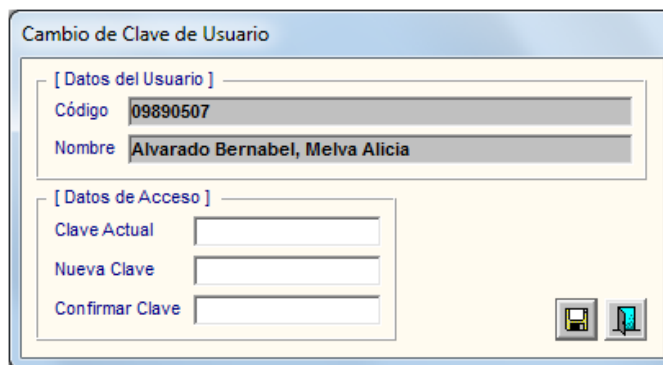 Cambio de Clave de Usuario
[ Datos del Usuario ]
Código 09890507
Nombre Alvarado Bernabel, Melva Alicia
[ Datos de Acceso ]
Clave Actual
Nueva Clave
Confirmar Clave